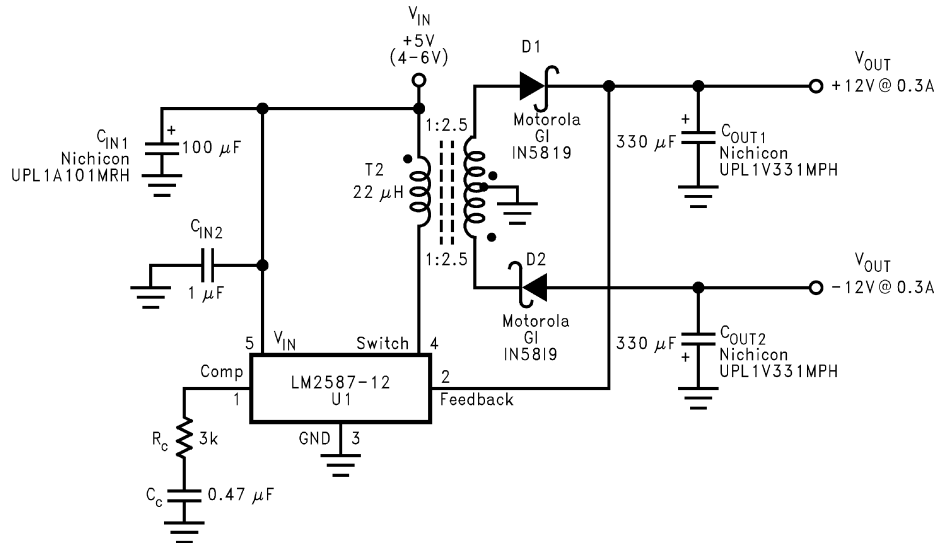 V_IN
+5V
(4-6V)
D1
V_OUT
+12V @ 0.3A
C_IN1
Nichicon
UPL1A101MRH
+
100 μF
1:2.5
Motorola
GI
IN5819
T2
22 μH
+
330 μF
C_OUT1
Nichicon
UPL1V331MPH
C_IN2
1 μF
1:2.5
D2
Motorola
GI
IN58I9
V_OUT
-12V @ 0.3A
330 μF
+
C_OUT2
Nichicon
UPL1V331MPH
5
V_IN
Switch
4
Comp
1
LM2587-12
U1
2
Feedback
GND
3
R_c
3k
C_c
0.47 μF